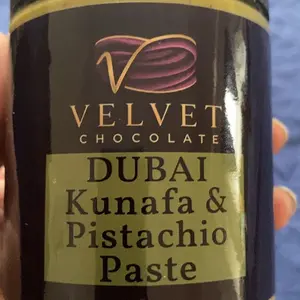 VELVET
CHOCOLATE
DUBAI
Kunafa &
Pistachio
Paste